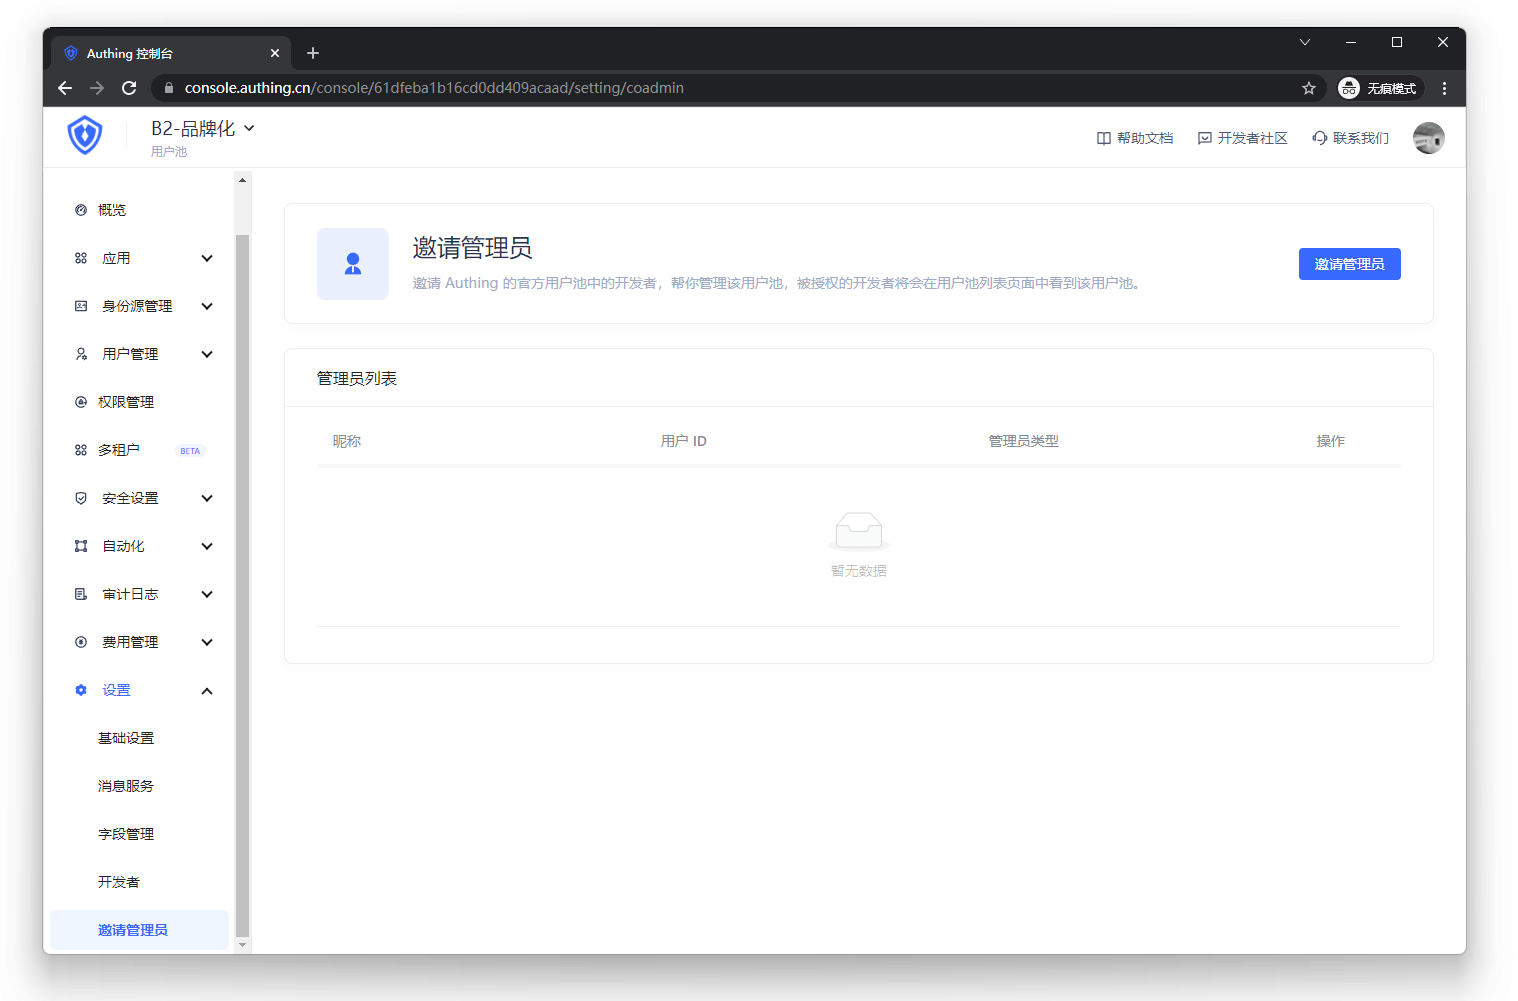 Authing 控制台
console.authing.cn/console/61dfeba1b16cd0dd409acaad/setting/coadmin
无痕模式
B2-品牌化
用户池
帮助文档
开发者社区
联系我们
概览
应用
身份源管理
用户管理
权限管理
多租户 BETA
安全设置
自动化
审计日志
费用管理
设置
基础设置
消息服务
字段管理
开发者
邀请管理员
邀请管理员
邀请 Authing 的官方用户池中的开发者，帮你管理该用户池，被授权的开发者将会在用户池列表页面中看到该用户池。
邀请管理员
管理员列表
昵称 用户 ID 管理员类型 操作
暂无数据